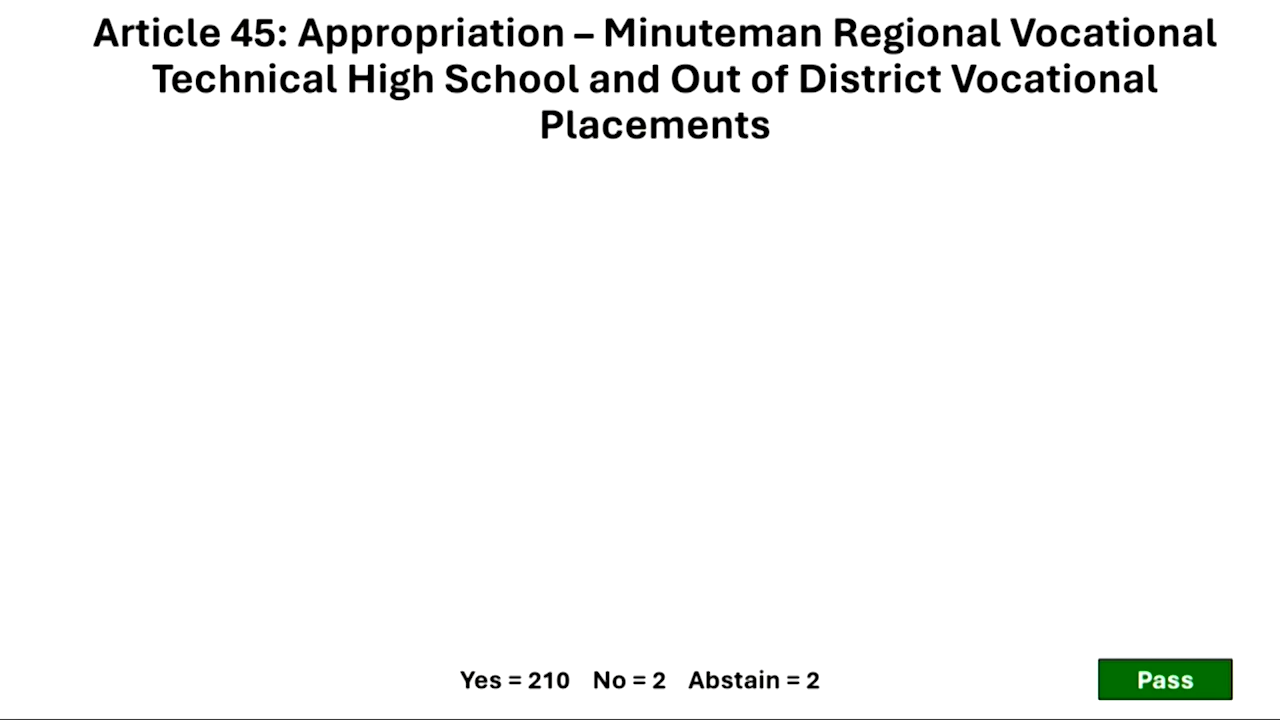 Article 45: Appropriation – Minuteman Regional Vocational
Technical High School and Out of District Vocational
Placements
Yes = 210 No = 2 Abstain = 2
Pass